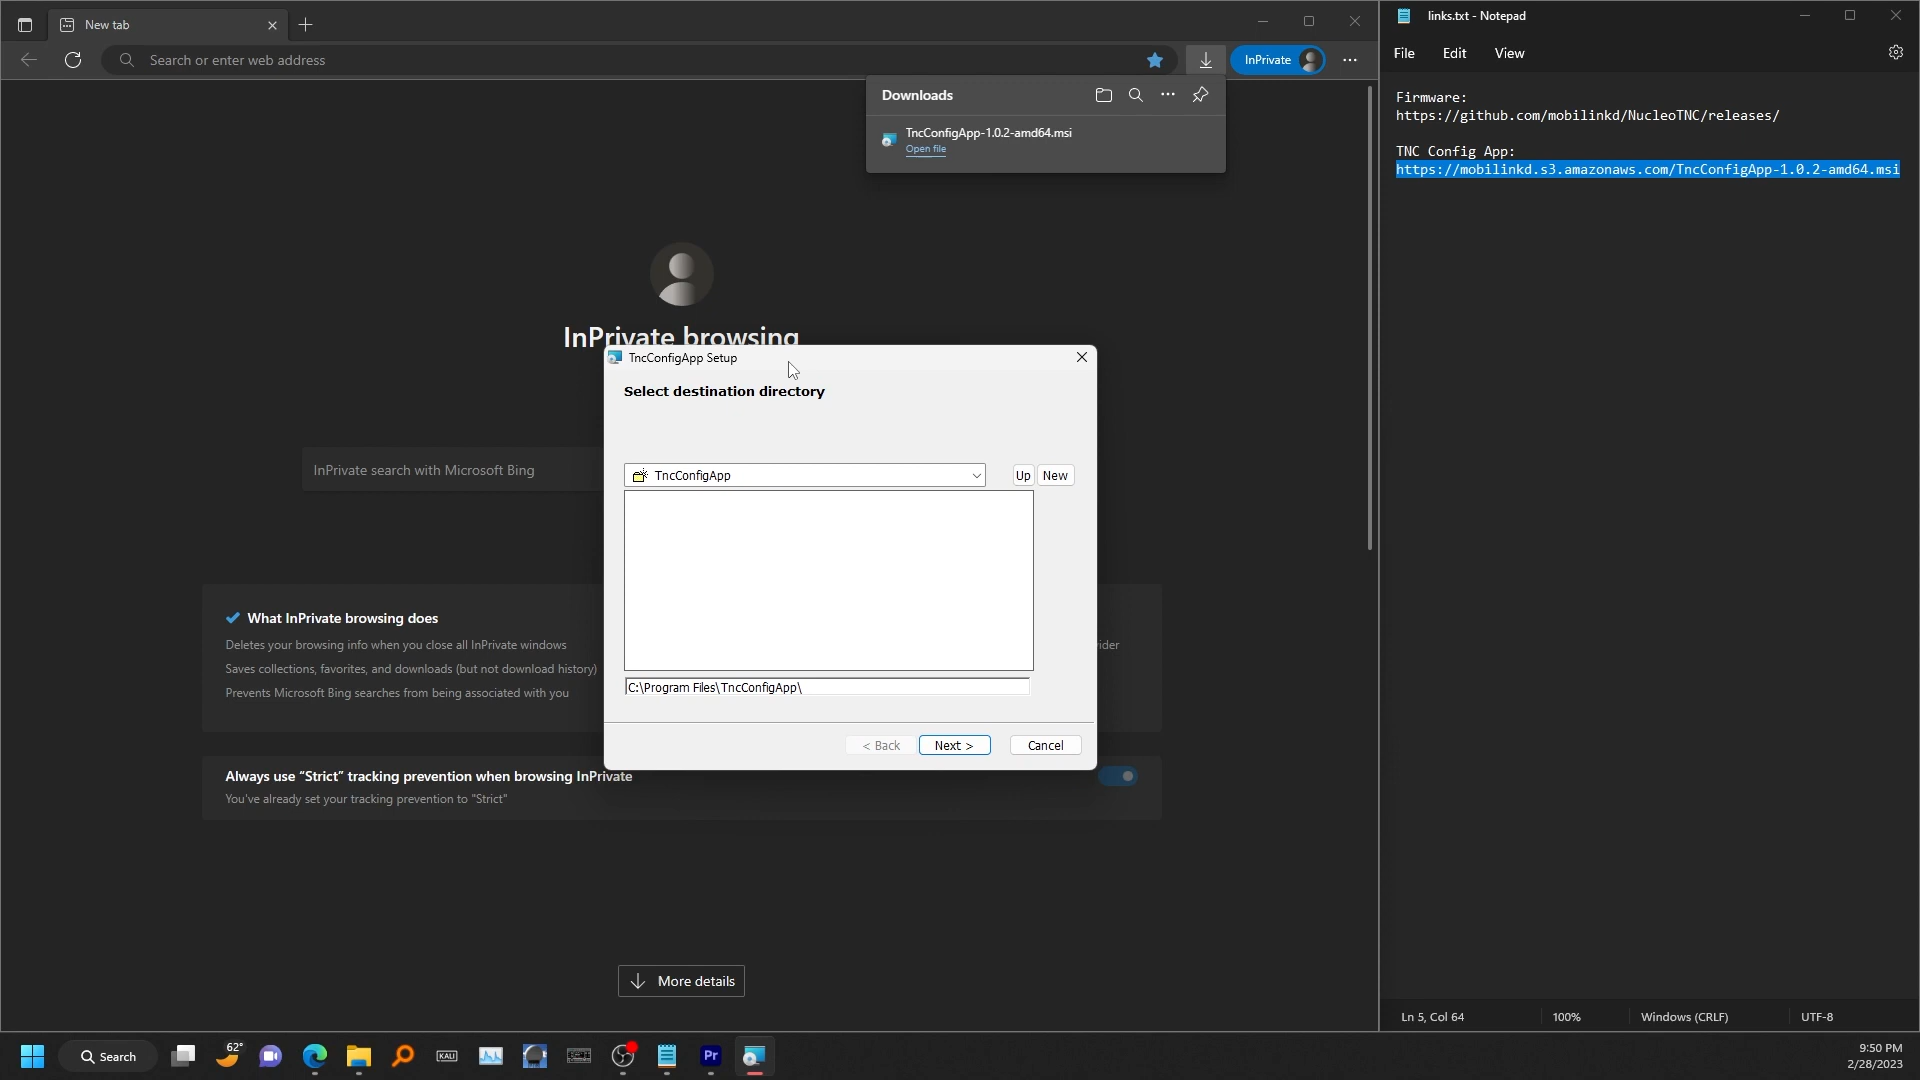 New tab
Search or enter web address
InPrivate
Downloads
TncConfigApp-1.0.2-amd64.msi
Open file
InPrivate browsing
InPrivate search with Microsoft Bing
What InPrivate browsing does
Deletes your browsing info when you close all InPrivate windows
Saves collections, favorites, and downloads (but not download history)
Prevents Microsoft Bing searches from being associated with you
Always use “Strict” tracking prevention when browsing InPrivate
You've already set your tracking prevention to "Strict"
More details
TncConfigApp Setup
Select destination directory
TncConfigApp
Up
New
C:\Program Files\TncConfigApp\
< Back
Next >
Cancel
links.txt - Notepad
File
Edit
View
Firmware:
https://github.com/mobilinkd/NucleoTNC/releases/
TNC Config App:
https://mobilinkd.s3.amazonaws.com/TncConfigApp-1.0.2-amd64.msi
Ln 5, Col 64
100%
Windows (CRLF)
UTF-8
Search
62°
KALI
Pr
9:50 PM
2/28/2023